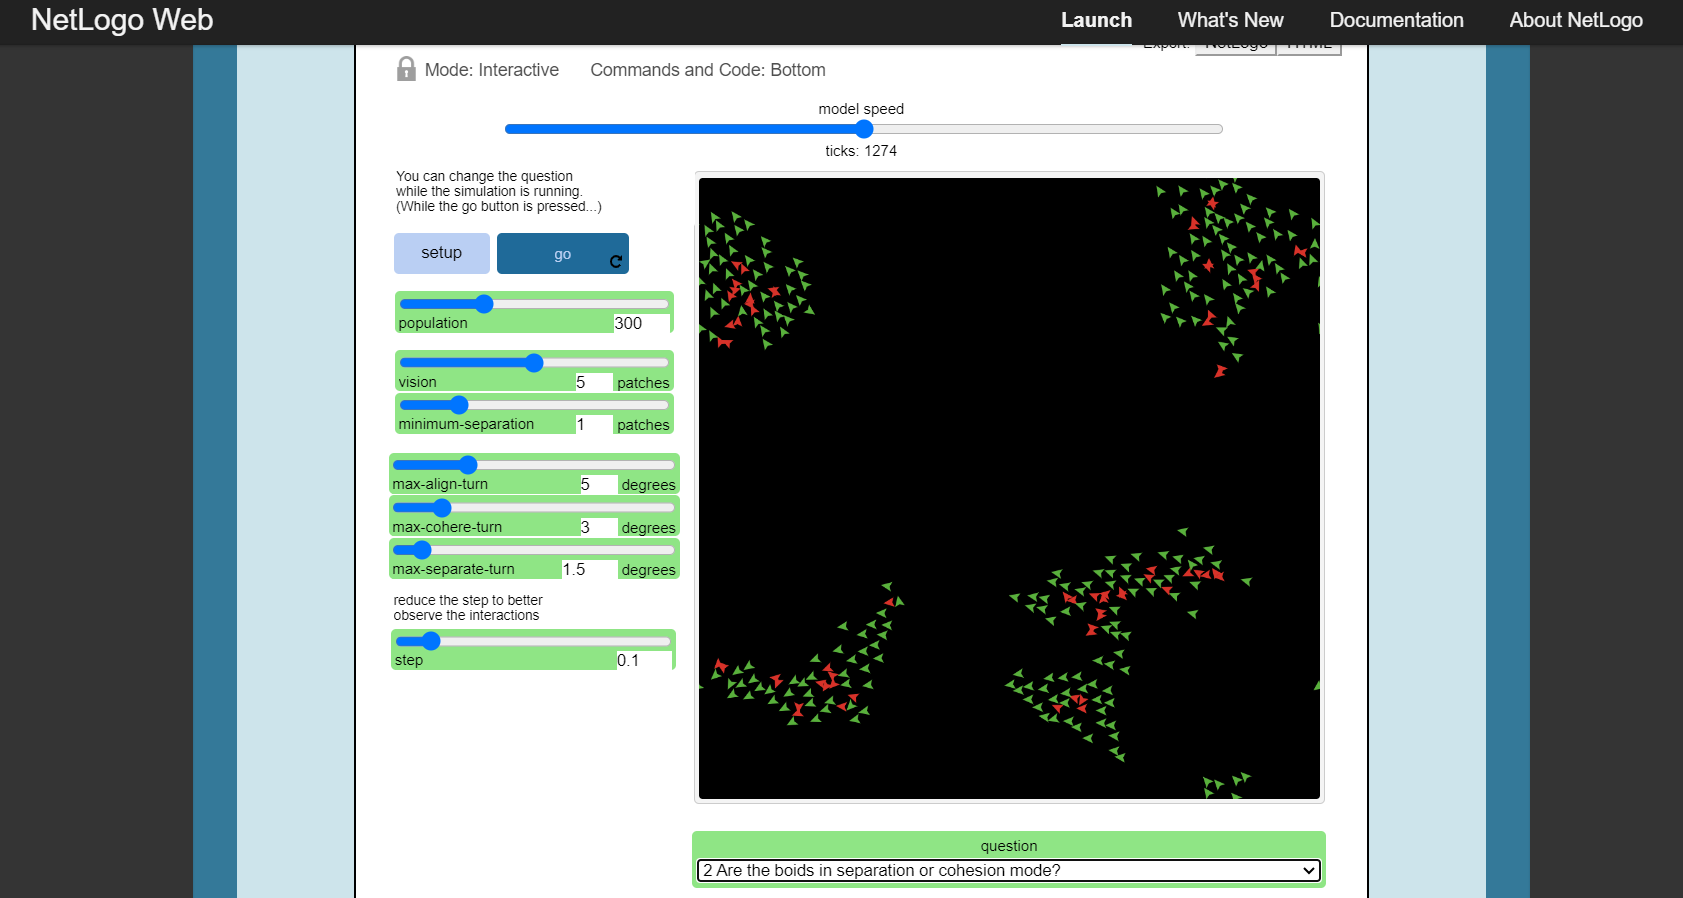 NetLogo Web
Launch What's New Documentation About NetLogo
Export: NetLogo HTML
Mode: Interactive Commands and Code: Bottom
model speed
ticks: 1274
You can change the question
while the simulation is running.
(While the go button is pressed...)
setup
go
population 300
vision 5 patches
minimum-separation 1 patches
max-align-turn 5 degrees
max-cohere-turn 3 degrees
max-separate-turn 1.5 degrees
reduce the step to better
observe the interactions
step 0.1
question
2 Are the boids in separation or cohesion mode?